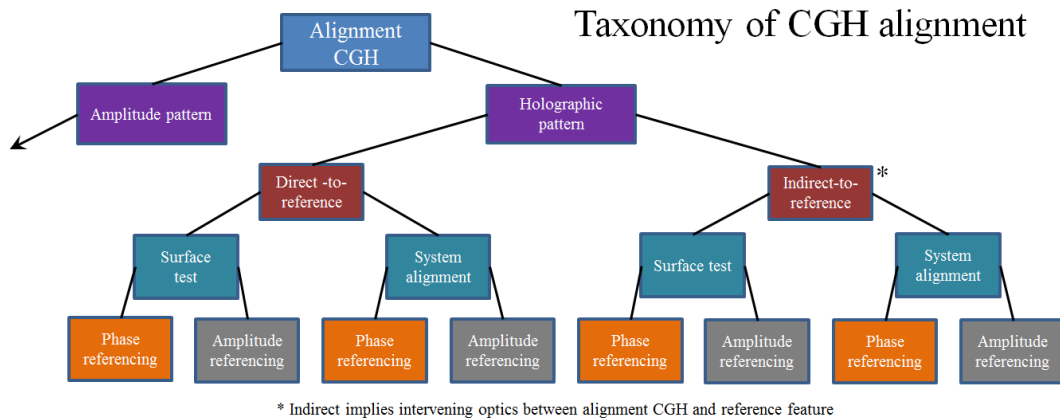 Taxonomy of CGH alignment
Alignment
CGH
Amplitude pattern
Holographic
pattern
Direct -to-
reference
Indirect-to-
reference
*
Surface
test
System
alignment
Surface test
System
alignment
Phase
referencing
Amplitude
referencing
Phase
referencing
Amplitude
referencing
Phase
referencing
Amplitude
referencing
Phase
referencing
Amplitude
referencing
* Indirect implies intervening optics between alignment CGH and reference feature